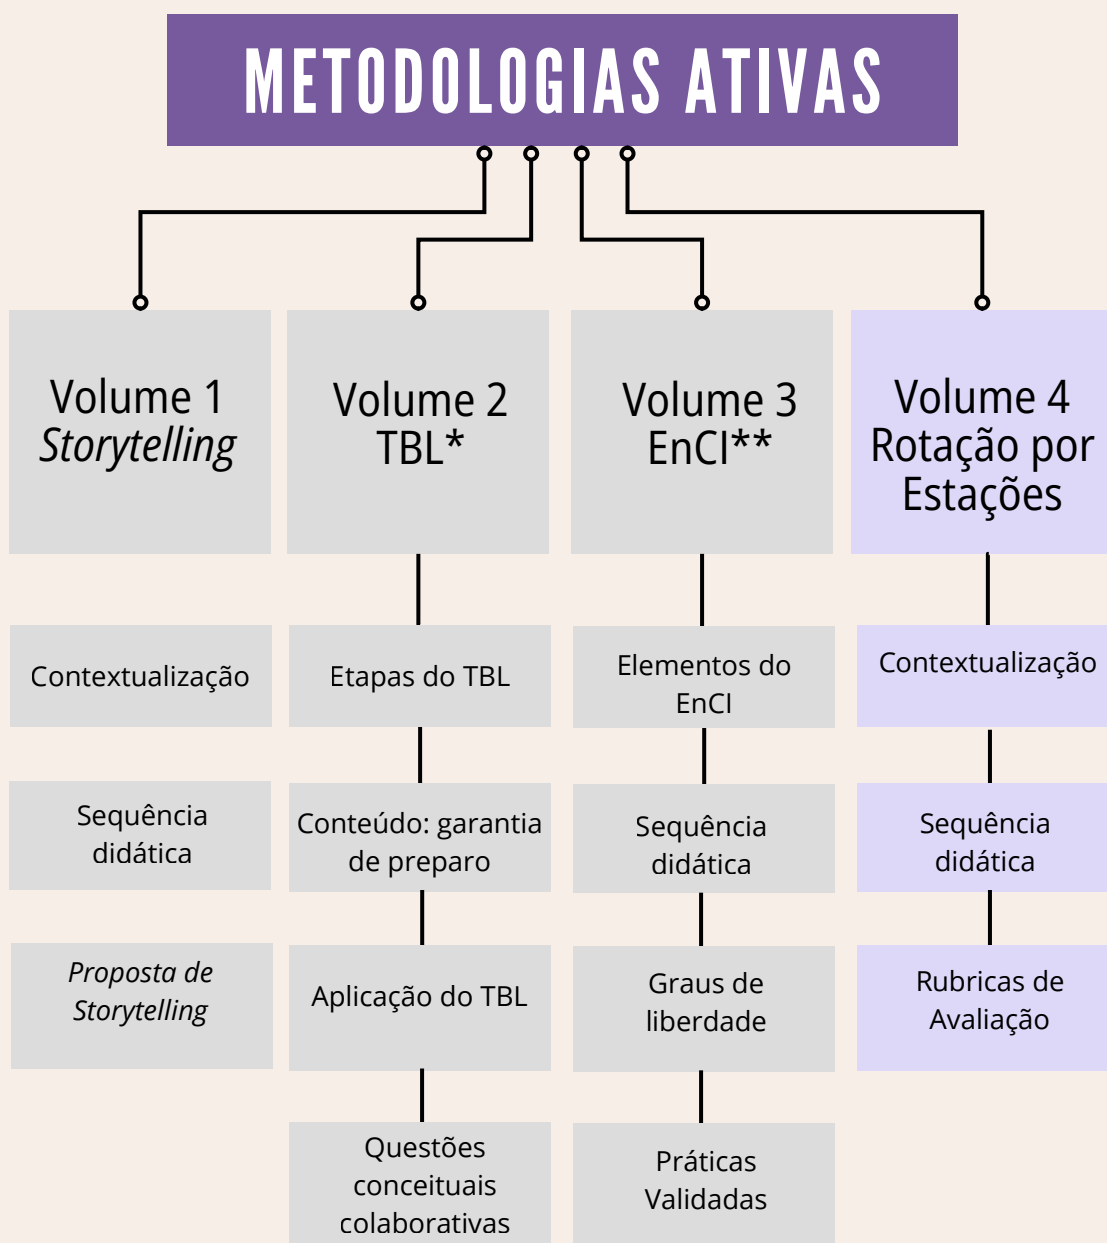 METODOLOGIAS ATIVAS
Volume 1
Storytelling
Volume 2
TBL*
Volume 3
EnCI**
Volume 4
Rotação por
Estações
Contextualização
Etapas do TBL
Elementos do
EnCI
Contextualização
Sequência
didática
Conteúdo: garantia
de preparo
Sequência
didática
Sequência
didática
Proposta de
Storytelling
Aplicação do TBL
Graus de
liberdade
Rubricas de
Avaliação
Questões
conceituais
colaborativas
Práticas
Validadas